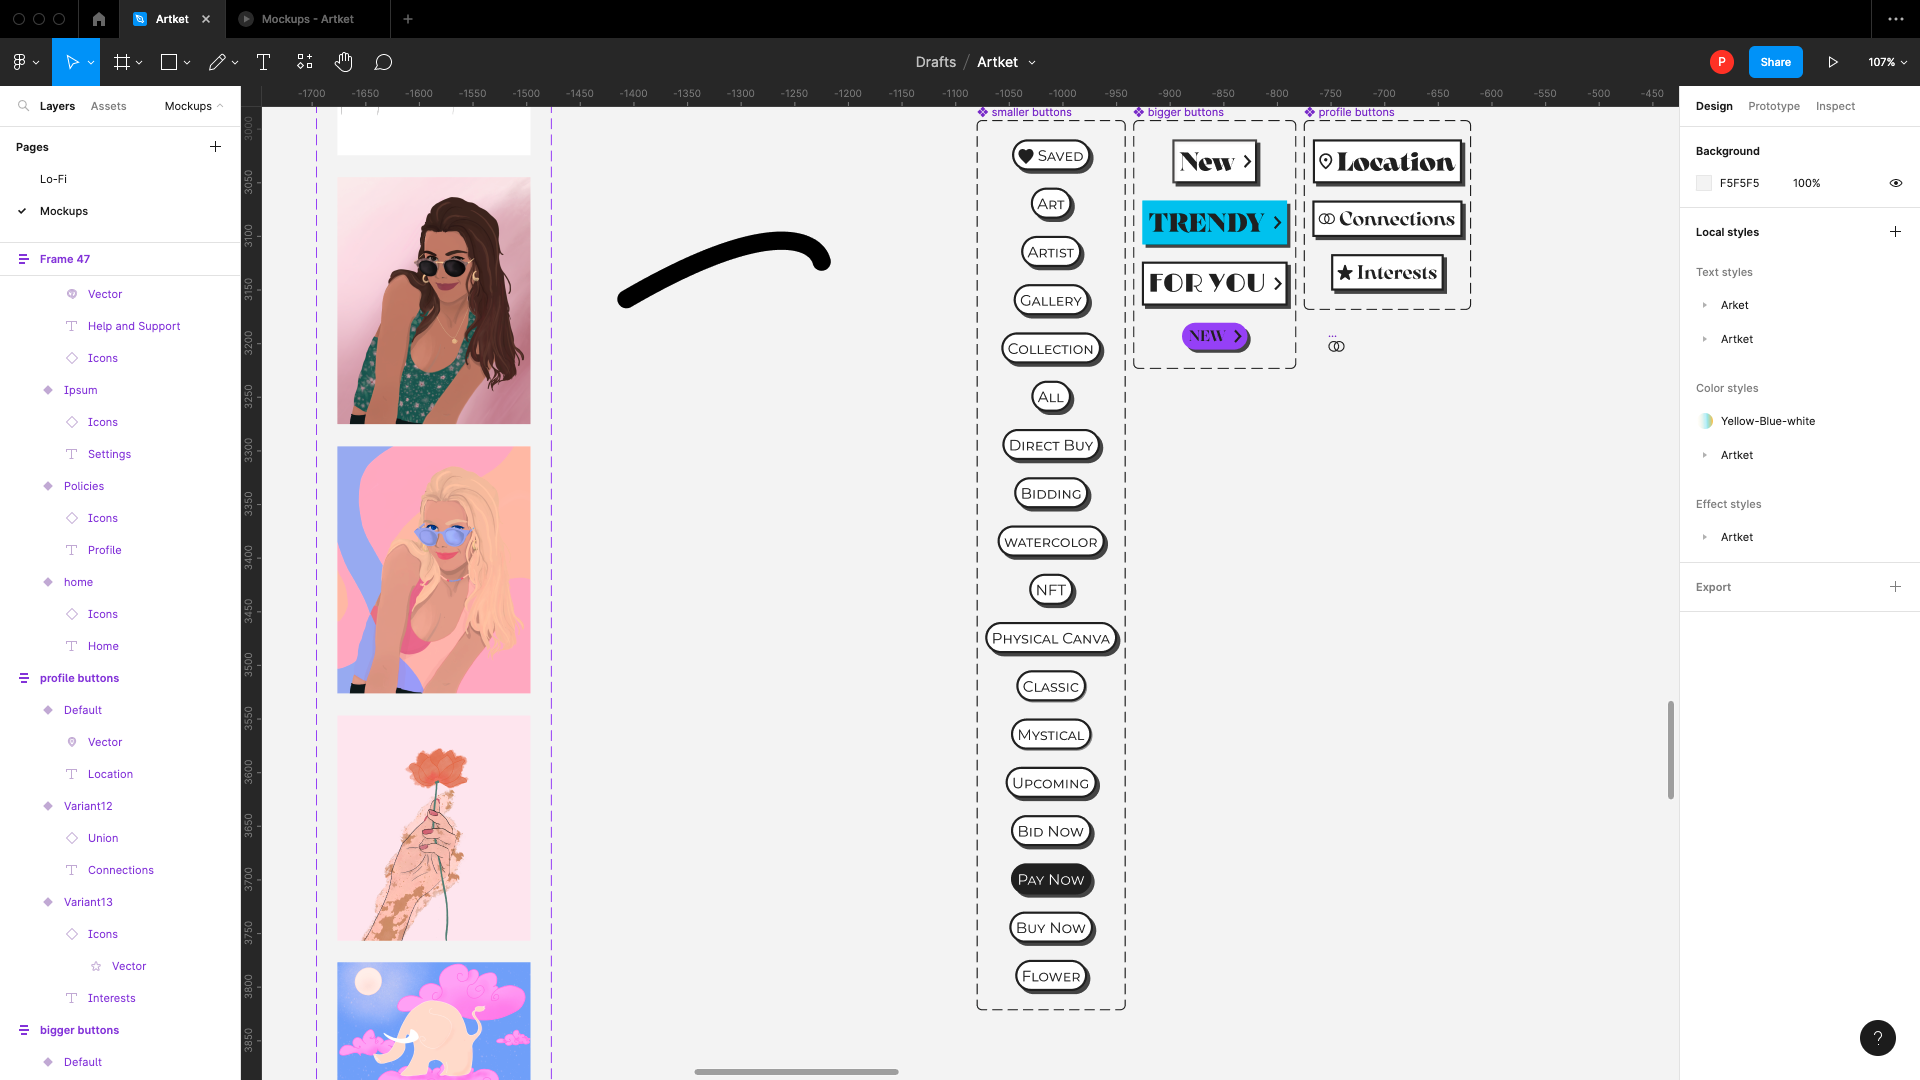 Artket
Mockups - Artket
Drafts / Artket
P
Share
107%
Layers
Assets
Mockups
-1700 -1650 -1600 -1550 -1500 -1450 -1400 -1350 -1300 -1250 -1200 -1150 -1100 -1050 -1000 -950 -900 -850 -800 -750 -700 -650 -600 -550 -500 -450
Design
Prototype
Inspect
Pages
Lo-Fi
Mockups
Frame 47
Vector
Help and Support
Icons
Ipsum
Icons
Settings
Policies
Icons
Profile
home
Icons
Home
profile buttons
Default
Vector
Location
Variant12
Union
Connections
Variant13
Icons
Vector
Interests
bigger buttons
Default
3000
3050
3100
3150
3200
3250
3300
3350
3400
3450
3500
3550
3600
3650
3700
3750
3800
3850
smaller buttons
Saved
Art
Artist
Gallery
Collection
All
Direct Buy
Bidding
watercolor
NFT
Physical Canva
Classic
Mystical
Upcoming
Bid Now
Pay Now
Buy Now
Flower
bigger buttons
New
TRENDY
FOR YOU
NEW
profile buttons
Location
Connections
Interests
...
Background
F5F5F5 100%
Local styles
Text styles
Arket
Artket
Color styles
Yellow-Blue-white
Artket
Effect styles
Artket
Export
?